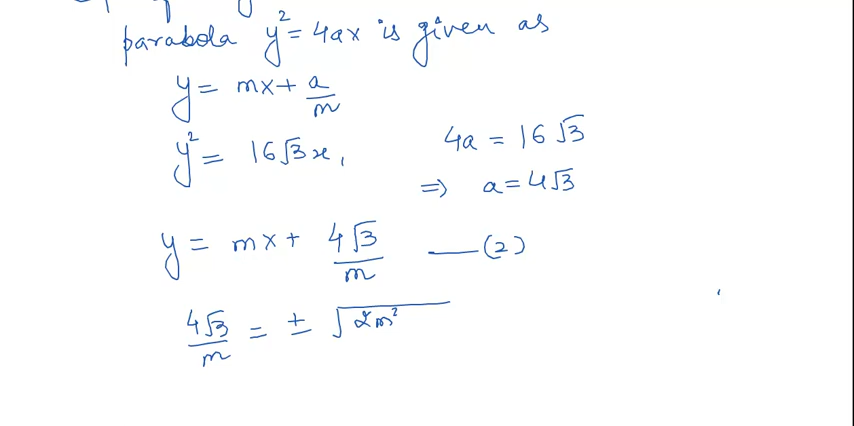 parabola y² = 4ax is given as
y = mx + a/m
y² = 16√3x, 4a = 16√3
⇒ a = 4√3
y = mx + 4√3/m —(2)
4√3/m = ± √2m²